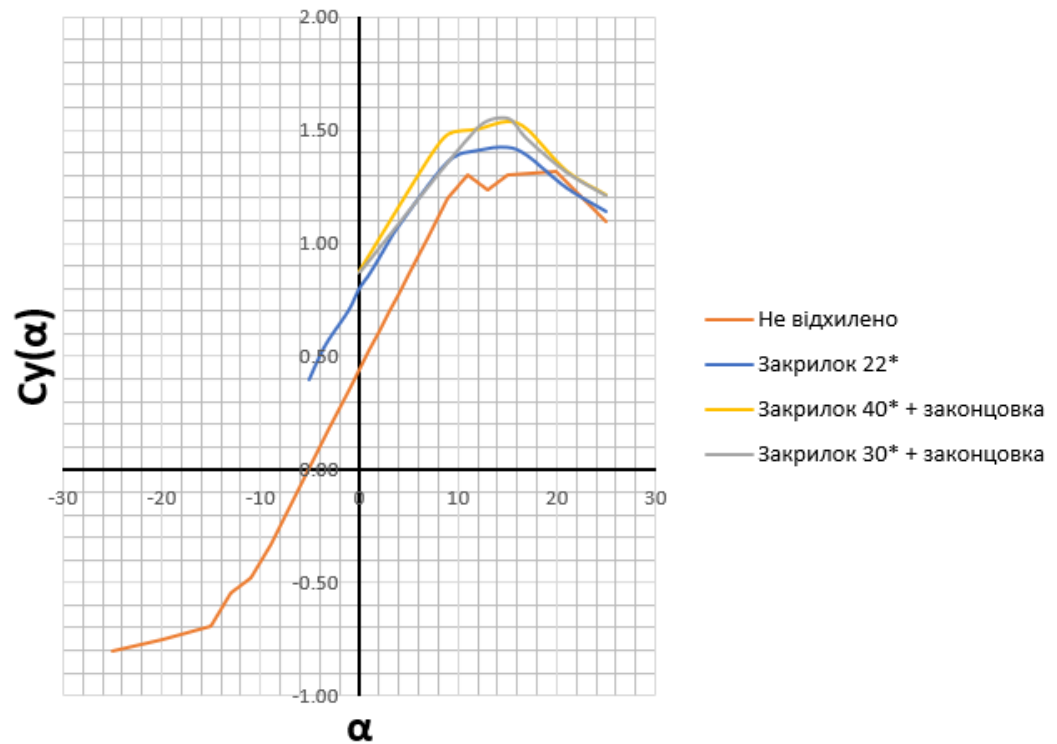 2.00
1.50
1.00
0.50
0.00
-30 -20 -10 0 10 20 30
-0.50
-1.00
Cy(α)
α
Не відхилено
Закрилок 22*
Закрилок 40* + законцовка
Закрилок 30* + законцовка